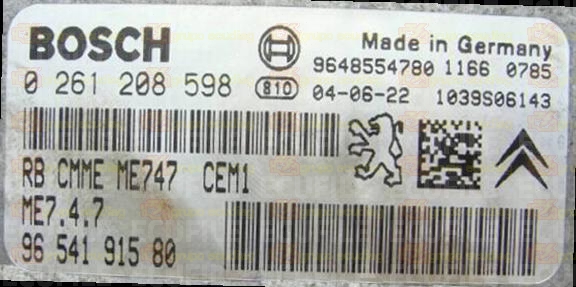 BOSCH
Made in Germany
9648554780 1166 0785
0 261 208 598
810
04-06-22 1039S06143
RB CMME ME747 CEM1
ME7.4.7
96 541 915 80